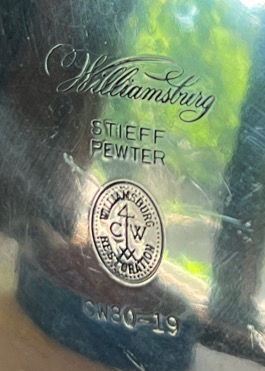 Williamsburg
STIEFF
PEWTER
WILLIAMSBURG
CW
RESTORATION
CW80-19